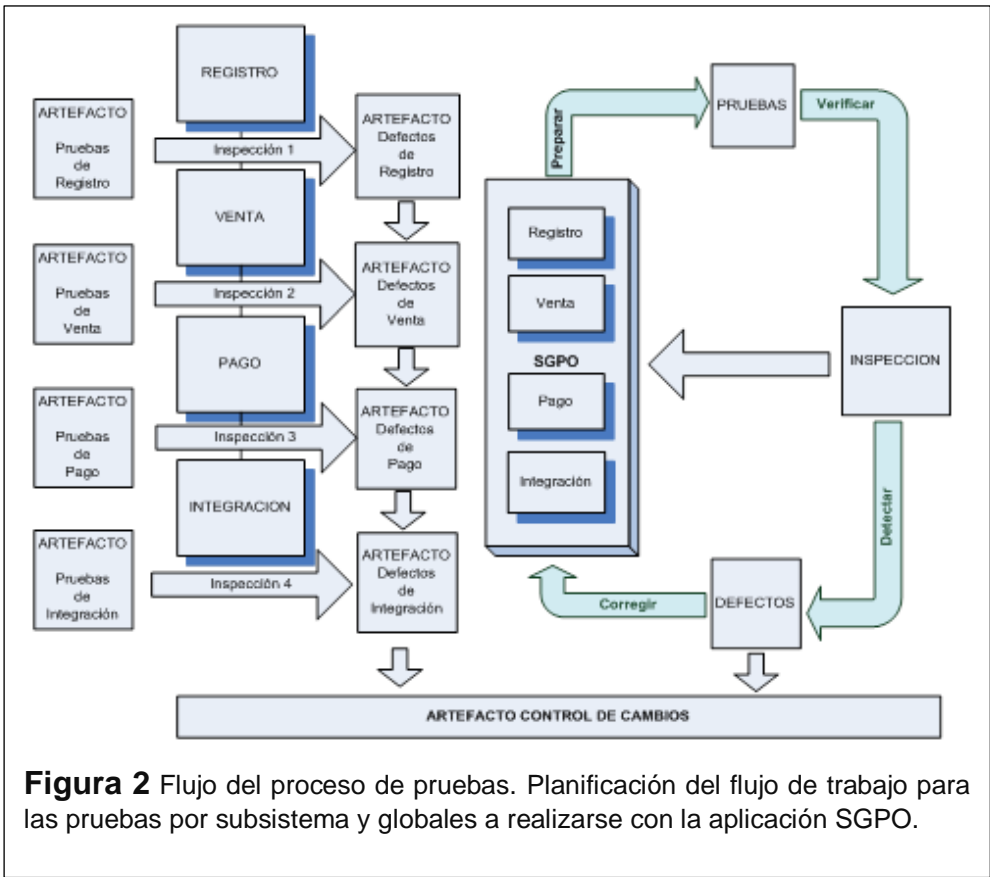 REGISTRO
ARTEFACTO
Pruebas
de
Registro
Inspección 1
ARTEFACTO
Defectos
de
Registro
VENTA
ARTEFACTO
Pruebas
de
Venta
Inspección 2
ARTEFACTO
Defectos
de
Venta
PAGO
ARTEFACTO
Pruebas
de
Pago
Inspección 3
ARTEFACTO
Defectos
de
Pago
INTEGRACION
ARTEFACTO
Pruebas
de
Integración
Inspección 4
ARTEFACTO
Defectos
de
Integración
Preparar
PRUEBAS
Verificar
Registro
Venta
SGPO
Pago
Integración
INSPECCION
Detectar
DEFECTOS
Corregir
ARTEFACTO CONTROL DE CAMBIOS
Figura 2 Flujo del proceso de pruebas. Planificación del flujo de trabajo para
las pruebas por subsistema y globales a realizarse con la aplicación SGPO.